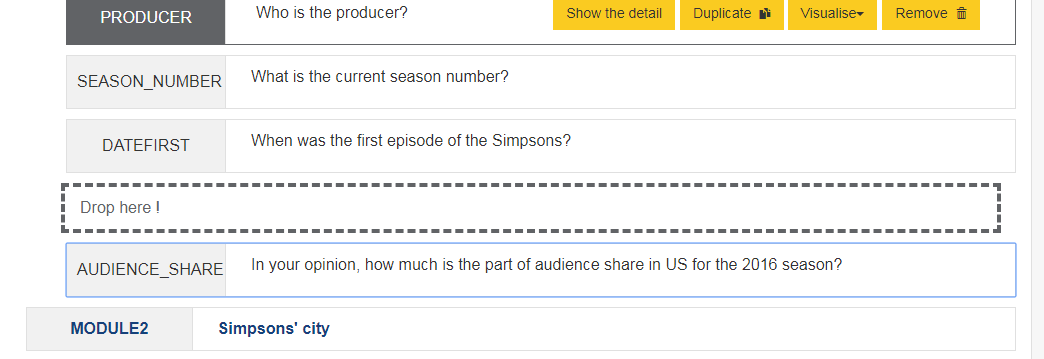 PRODUCER Who is the producer? Show the detail Duplicate Visualise Remove
SEASON_NUMBER What is the current season number?
DATEFIRST When was the first episode of the Simpsons?
Drop here !
AUDIENCE_SHARE In your opinion, how much is the part of audience share in US for the 2016 season?
MODULE2 Simpsons' city